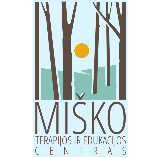 MIŠKO
TERAPIJOS IR EDUKACIJOS
CENTRAS